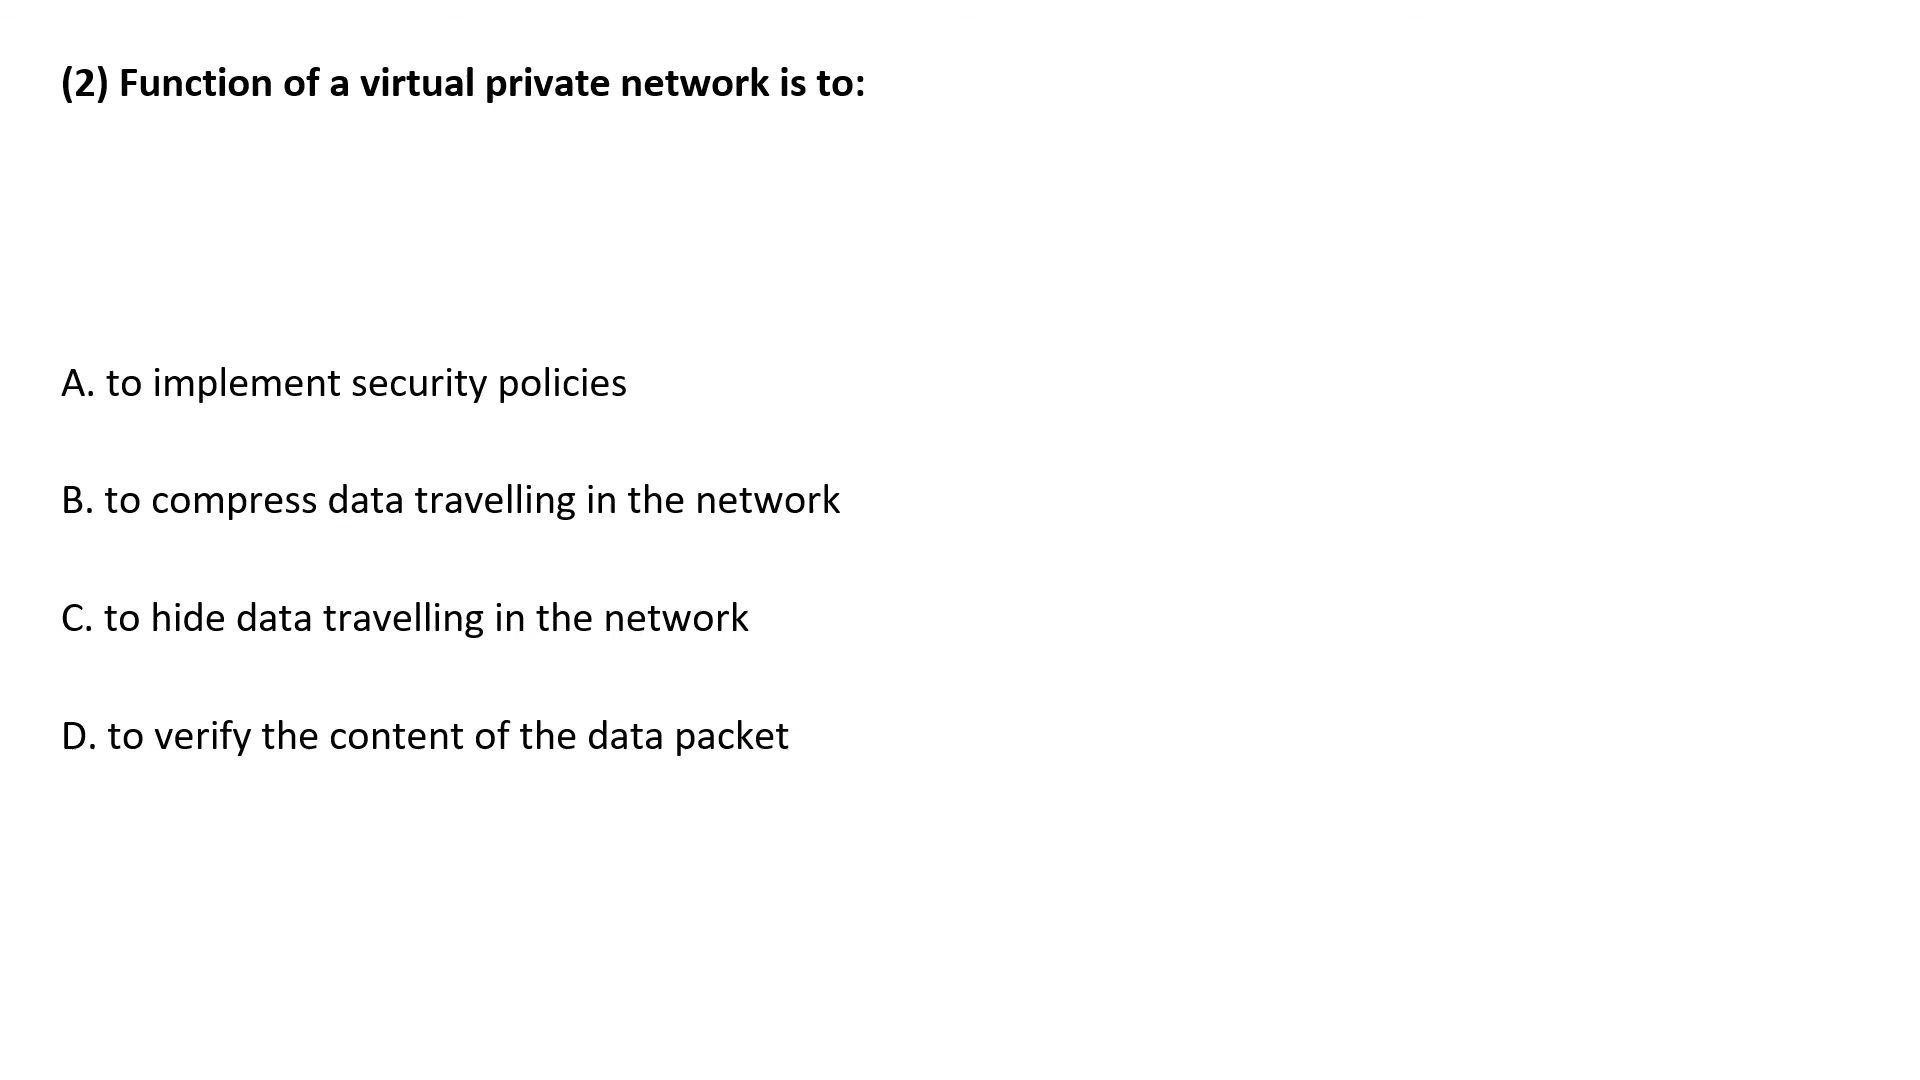 (2) Function of a virtual private network is to:
A. to implement security policies
B. to compress data travelling in the network
C. to hide data travelling in the network
D. to verify the content of the data packet